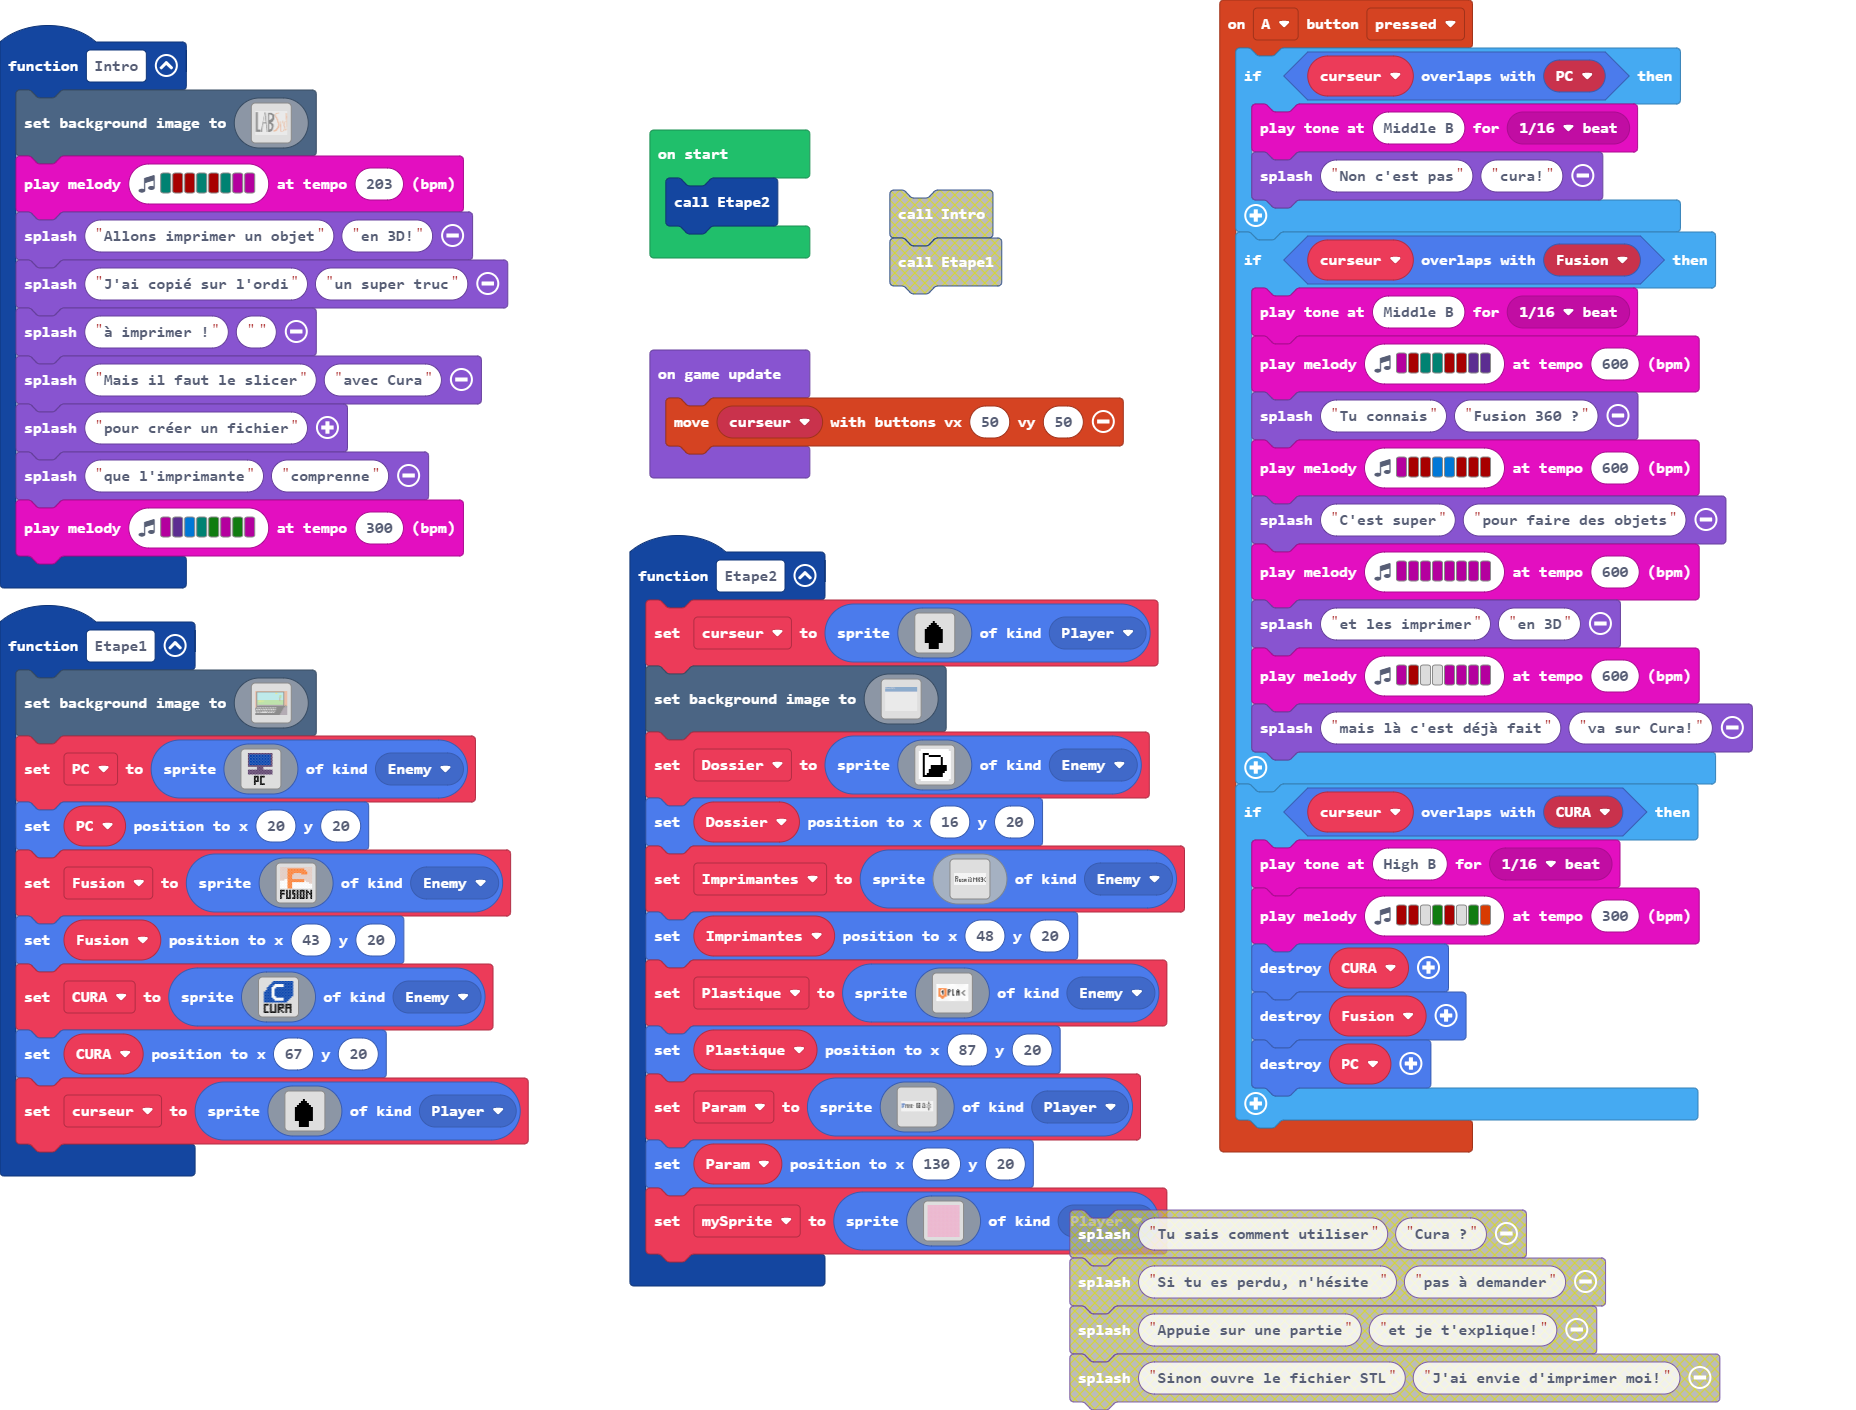 function Intro
set background image to LAB
play melody at tempo 203 (bpm)
splash "Allons imprimer un objet" "en 3D!"
splash "J'ai copié sur l'ordi" "un super truc"
splash "à imprimer !" " "
splash "Mais il faut le slicer" "avec Cura"
splash "pour créer un fichier"
splash "que l'imprimante" "comprenne"
play melody at tempo 300 (bpm)
function Etape1
set background image to
set PC to sprite PC of kind Enemy
set PC position to x 20 y 20
set Fusion to sprite FUSION of kind Enemy
set Fusion position to x 43 y 20
set CURA to sprite CURA of kind Enemy
set CURA position to x 67 y 20
set curseur to sprite of kind Player
on start
call Etape2
call Intro
call Etape1
on game update
move curseur with buttons vx 50 vy 50
function Etape2
set curseur to sprite of kind Player
set background image to
set Dossier to sprite of kind Enemy
set Dossier position to x 16 y 20
set Imprimantes to sprite of kind Enemy
set Imprimantes position to x 48 y 20
set Plastique to sprite PLA of kind Enemy
set Plastique position to x 87 y 20
set Param to sprite of kind Player
set Param position to x 130 y 20
set mySprite to sprite of kind Player
on A button pressed
if curseur overlaps with PC then
play tone at Middle B for 1/16 beat
splash "Non c'est pas" "cura!"
if curseur overlaps with Fusion then
play tone at Middle B for 1/16 beat
play melody at tempo 600 (bpm)
splash "Tu connais" "Fusion 360 ?"
play melody at tempo 600 (bpm)
splash "C'est super" "pour faire des objets"
play melody at tempo 600 (bpm)
splash "et les imprimer" "en 3D"
play melody at tempo 600 (bpm)
splash "mais là c'est déjà fait" "va sur Cura!"
if curseur overlaps with CURA then
play tone at High B for 1/16 beat
play melody at tempo 300 (bpm)
destroy CURA
destroy Fusion
destroy PC
splash "Tu sais comment utiliser" "Cura ?"
splash "Si tu es perdu, n'hésite " "pas à demander"
splash "Appuie sur une partie" "et je t'explique!"
splash "Sinon ouvre le fichier STL" "J'ai envie d'imprimer moi!"